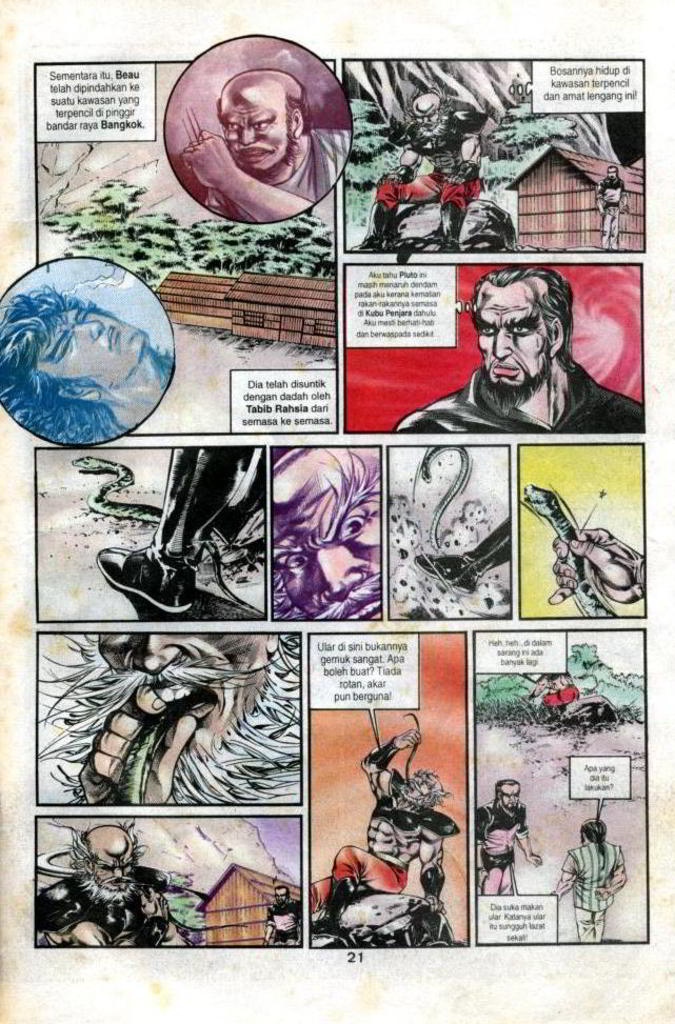 Sementara itu, Beau
telah dipindahkan ke
suatu kawasan yang
terpencil di pinggir
bandar raya Bangkok.
Dia telah disuntik
dengan dadah oleh
Tabib Rahsia dari
semasa ke semasa.
Bosannya hidup di
kawasan terpencil
dan amat lengang ini!
Aku tahu Pluto ini
masih menaruh dendam
pada aku kerana kematian
rakan-rakannya semasa
di Kubu Penjara dahulu.
Aku mesti berhati-hati
dan berwaspada sedikit.
Ular di sini bukannya
gemuk sangat. Apa
boleh buat? Tiada
rotan, akar
pun berguna!
Heh, heh...di dalam
sarang ini ada
banyak lagi
Apa yang
dia itu
lakukan?
Dia suka makan
ular. Katanya ular
sungguh lazat
sekali!
21